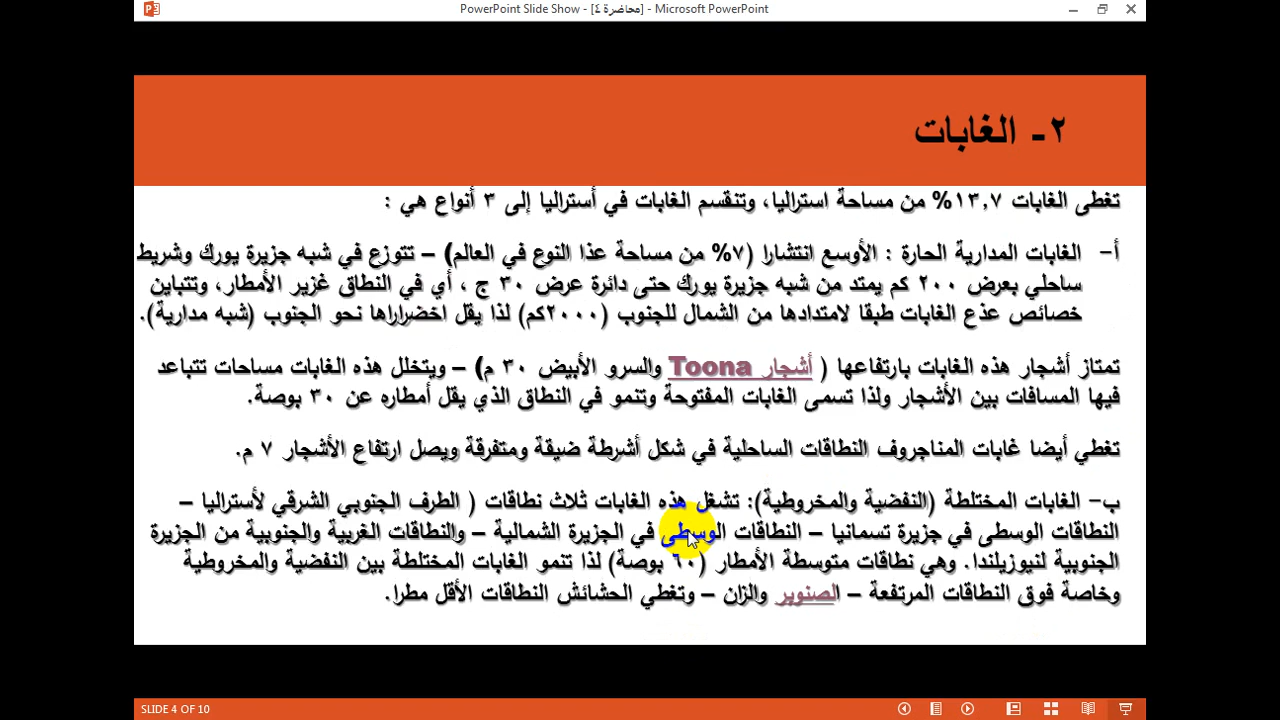 PowerPoint Slide Show - [محاضرة ٤] - Microsoft PowerPoint
٢- الغابات
تغطى الغابات ١٣,٧% من مساحة استراليا، وتنقسم الغابات في أستراليا إلى ٣ أنواع هي :
أ- الغابات المدارية الحارة : الأوسع انتشارا (٧% من مساحة عذا النوع في العالم) – تتوزع في شبه جزيرة يورك وشريط
ساحلي بعرض ٢٠٠ كم يمتد من شبه جزيرة يورك حتى دائرة عرض ٣٠ ج ، أي في النطاق غزير الأمطار، وتتباين
خصائص عذع الغابات طبقا لامتدادها من الشمال للجنوب (٢٠٠٠كم) لذا يقل اخضرارها نحو الجنوب (شبه مدارية).
تمتاز أشجار هذه الغابات بارتفاعها ( أشجار Toona والسرو الأبيض ٣٠ م) – ويتخلل هذه الغابات مساحات تتباعد
فيها المسافات بين الأشجار ولذا تسمى الغابات المفتوحة وتنمو في النطاق الذي يقل أمطاره عن ٣٠ بوصة.
تغطي أيضا غابات المناجروف النطاقات الساحلية في شكل أشرطة ضيقة ومتفرقة ويصل ارتفاع الأشجار ٧ م.
ب- الغابات المختلطة (النفضية والمخروطية): تشغل هذه الغابات ثلاث نطاقات ( الطرف الجنوبي الشرقي لأستراليا –
النطاقات الوسطى في جزيرة تسمانيا – النطاقات الوسطى في الجزيرة الشمالية – والنطاقات الغربية والجنوبية من الجزيرة
الجنوبية لنيوزيلندا. وهي نطاقات متوسطة الأمطار (٦٠ بوصة) لذا تنمو الغابات المختلطة بين النفضية والمخروطية
وخاصة فوق النطاقات المرتفعة – الصنوير والزان – وتغطي الحشائش النطاقات الأقل مطرا.
SLIDE 4 OF 10